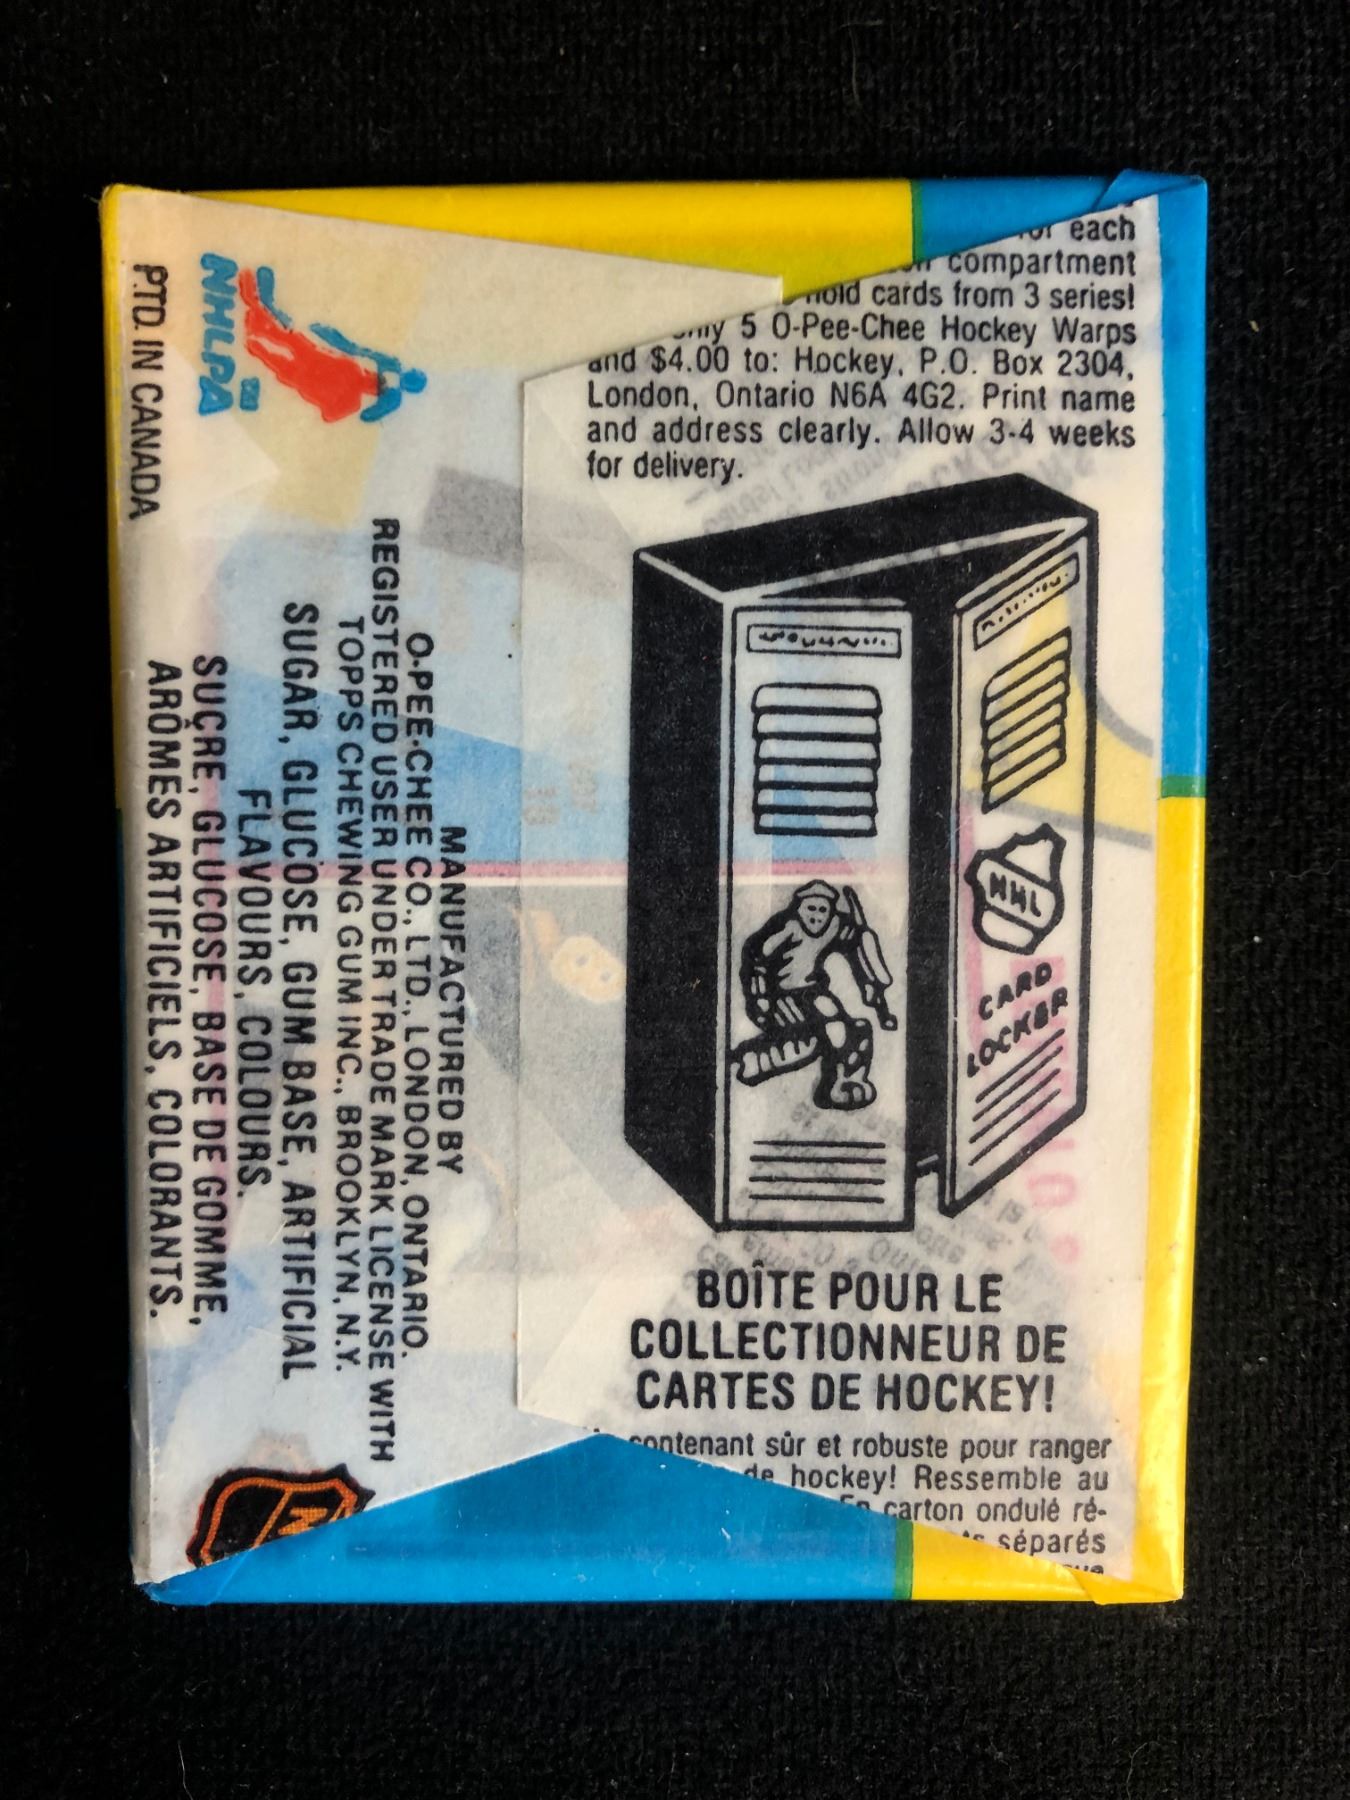 each
compartment
hold cards from 3 series!
5 O-Pee-Chee Hockey Warps
and $4.00 to: Hockey, P.O. Box 2304,
London, Ontario N6A 4G2. Print name
and address clearly. Allow 3-4 weeks
for delivery.
NHL
CARD
LOCKER
BOÎTE POUR LE
COLLECTIONNEUR DE
CARTES DE HOCKEY!
contenant sûr et robuste pour ranger
de hockey! Ressemble au
En carton ondulé ré-
séparés
NHLPA TM
P.T.D. IN CANADA
MANUFACTURED BY
O-PEE-CHEE CO., LTD., LONDON, ONTARIO.
REGISTERED USER UNDER TRADE MARK LICENSE WITH
TOPPS CHEWING GUM INC., BROOKLYN, N.Y.
SUGAR, GLUCOSE, GUM BASE, ARTIFICIAL
FLAVOURS, COLOURS.
SUCRE, GLUCOSE, BASE DE GOMME,
ARÔMES ARTIFICIELS, COLORANTS.